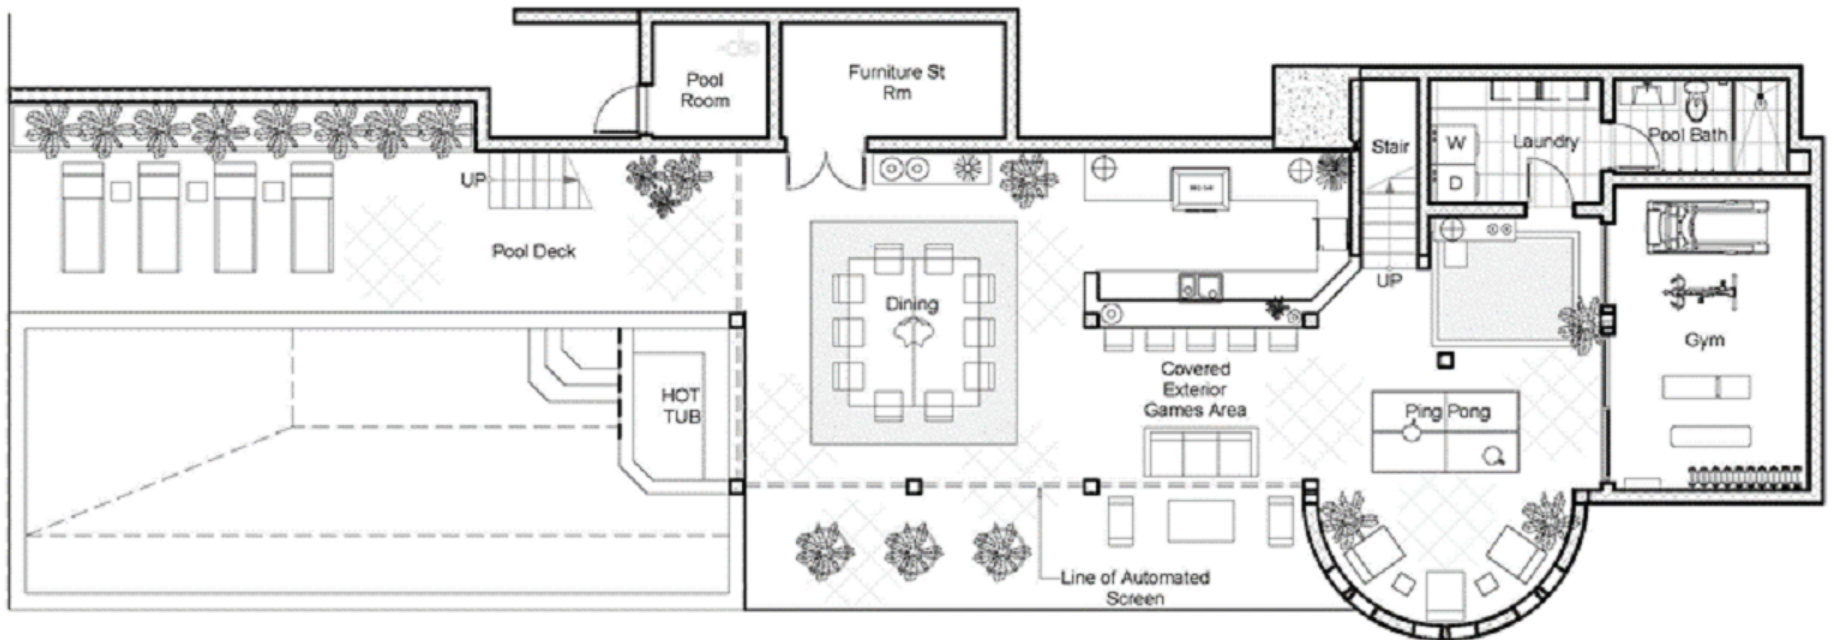 Pool
Room
Furniture St
Rm
Stair
W
D
Laundry
Pool Bath
UP
Pool Deck
UP
Dining
Gym
HOT
TUB
Covered
Exterior
Games Area
Ping Pong
Line of Automated
Screen